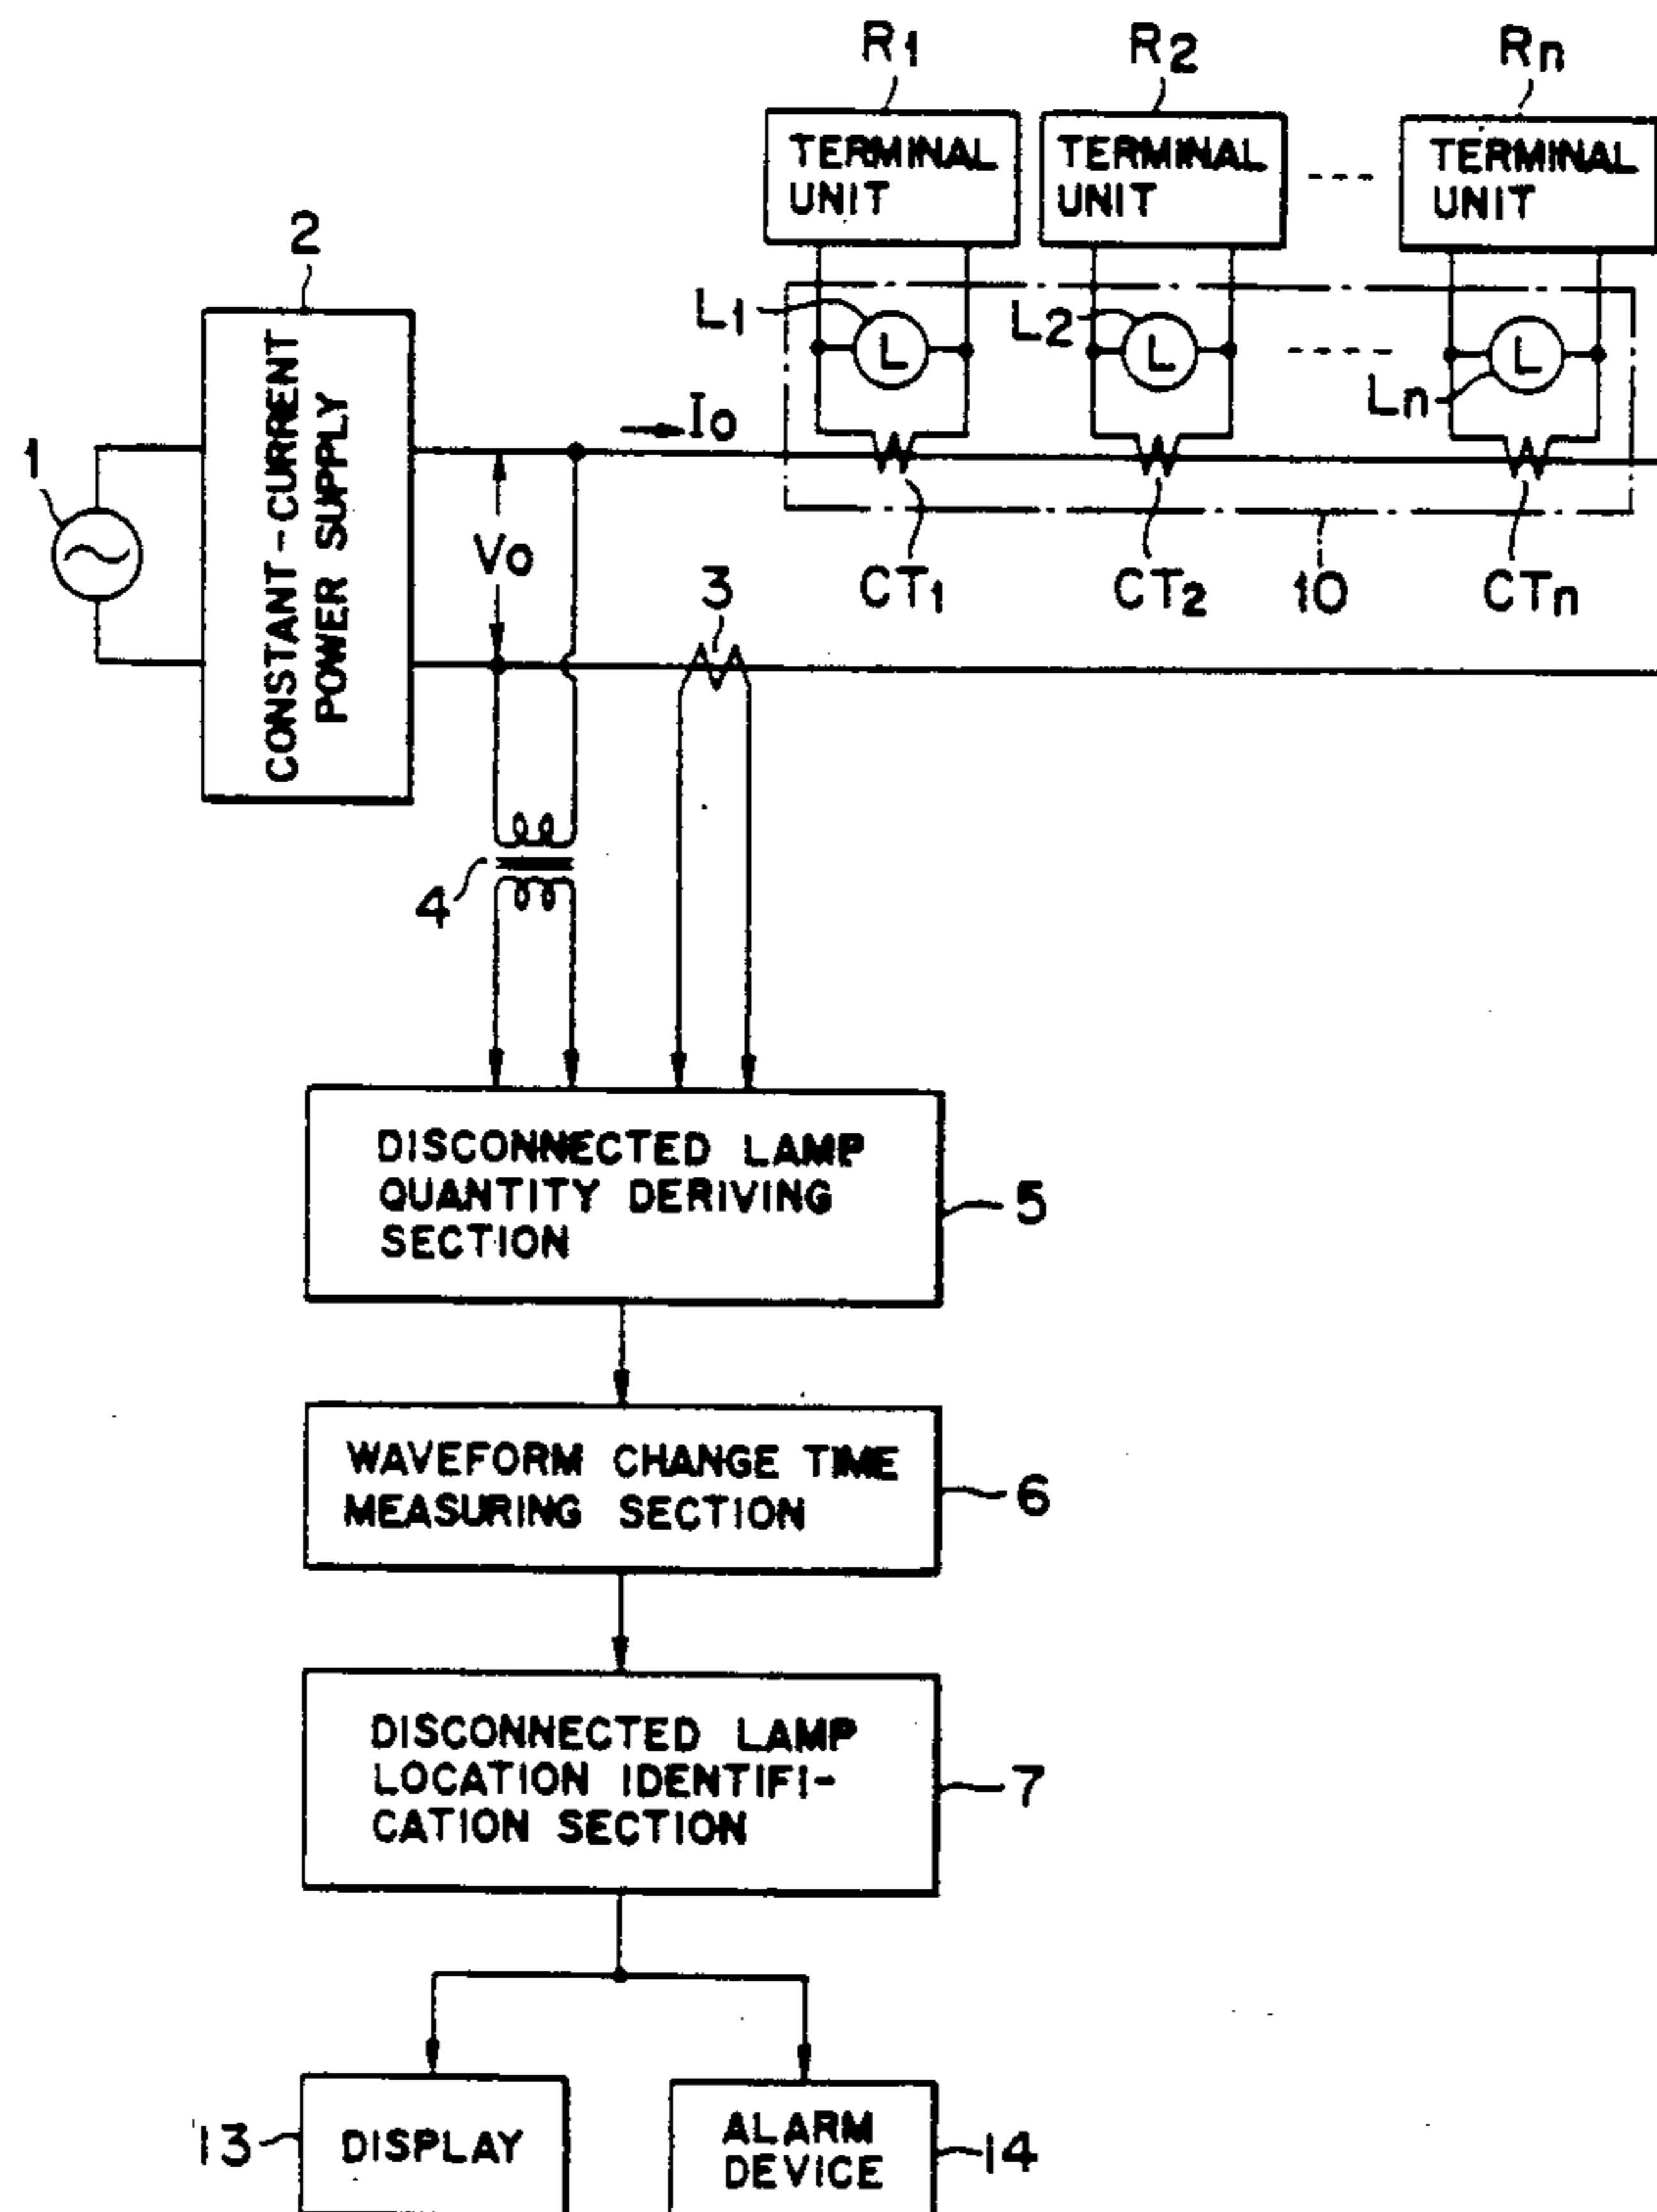 R1
R2
Rn
TERMINAL
UNIT
TERMINAL
UNIT
TERMINAL
UNIT
2
L1
L
L2
L
Ln
L
1
CONSTANT-CURRENT
POWER SUPPLY
Io
Vo
3
CT1
CT2
10
CTn
4
DISCONNECTED LAMP
QUANTITY DERIVING
SECTION
5
WAVEFORM CHANGE TIME
MEASURING SECTION
6
DISCONNECTED LAMP
LOCATION IDENTIFI-
CATION SECTION
7
13
DISPLAY
ALARM
DEVICE
14